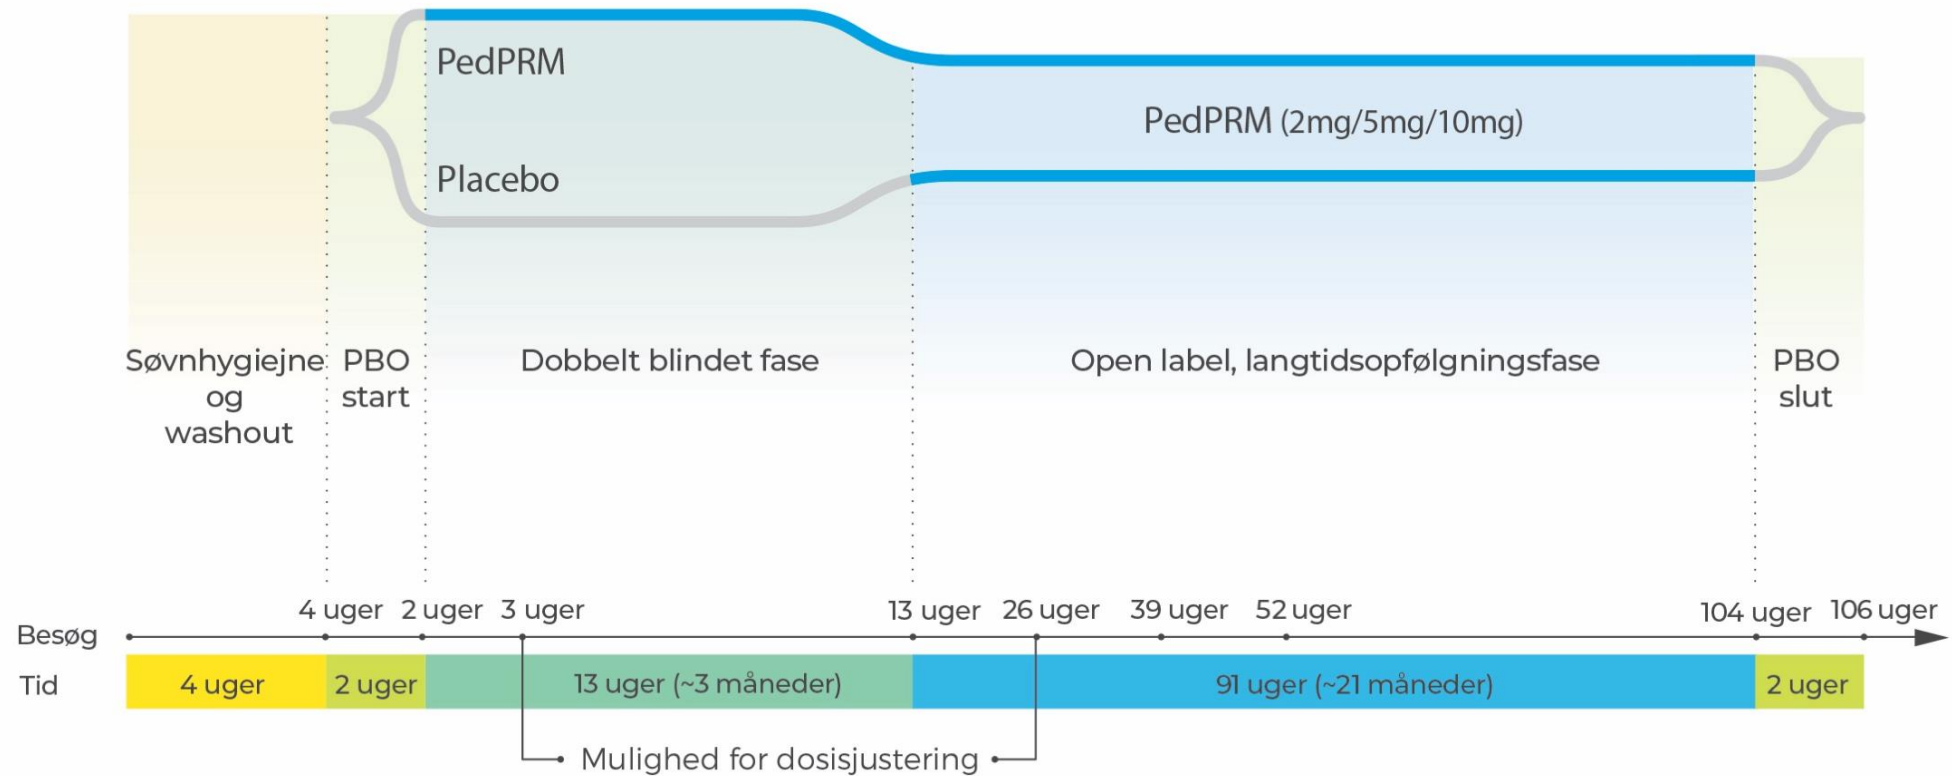 PedPRM
Placebo
PedPRM (2mg/5mg/10mg)
Søvnhygiejne
og
washout
PBO
start
Dobbelt blindet fase
Open label, langtidsopfølgningsfase
PBO
slut
Besøg
4 uger 2 uger 3 uger 13 uger 26 uger 39 uger 52 uger 104 uger 106 uger
Tid
4 uger 2 uger 13 uger (~3 måneder) 91 uger (~21 måneder) 2 uger
Mulighed for dosisjustering